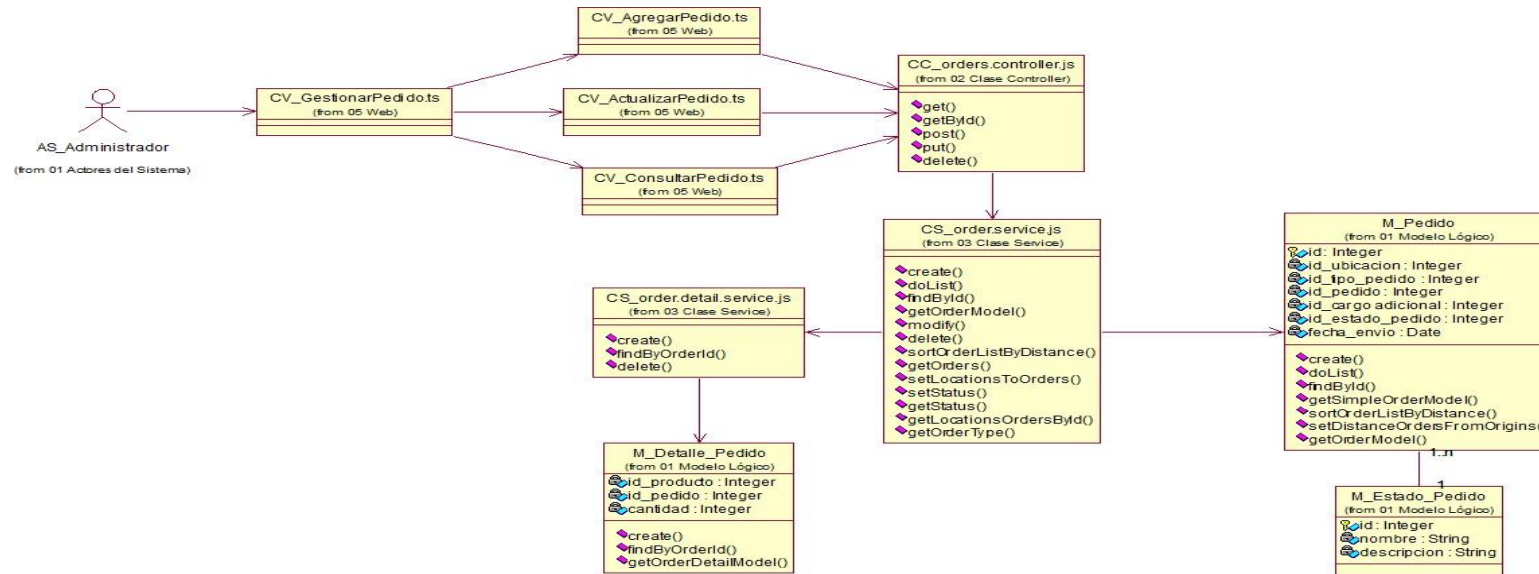 CV_AgregarPedido.ts
(from 05 Web)
CV_GestionarPedido.ts
(from 05 Web)
CV_ActualizarPedido.ts
(from 05 Web)
CV_ConsultarPedido.ts
(from 05 Web)
AS_Administrador
(from 01 Actores del Sistema)
CC_orders.controller.js
(from 02 Clase Controller)
get()
getById()
post()
put()
delete()
CS_order.service.js
(from 03 Clase Service)
create()
doList()
findById()
getOrderModel()
modify()
delete()
sortOrderListByDistance()
getOrders()
setLocationsToOrders()
setStatus()
getStatus()
getLocationsOrdersById()
getOrderType()
CS_order.detail.service.js
(from 03 Clase Service)
create()
findByOrderId()
delete()
M_Detalle_Pedido
(from 01 Modelo Lógico)
id_producto : Integer
id_pedido : Integer
cantidad : Integer
create()
findByOrderId()
getOrderDetailModel()
M_Pedido
(from 01 Modelo Lógico)
id : Integer
id_ubicacion : Integer
id_tipo_pedido : Integer
id_pedido : Integer
id_cargo adicional : Integer
id_estado_pedido : Integer
fecha_envio : Date
create()
doList()
findById()
getSimpleOrderModel()
sortOrderListByDistance()
setDistanceOrdersFromOrigins(
getOrderModel()
1..n
1
M_Estado_Pedido
(from 01 Modelo Lógico)
id : Integer
nombre : String
descripcion : String